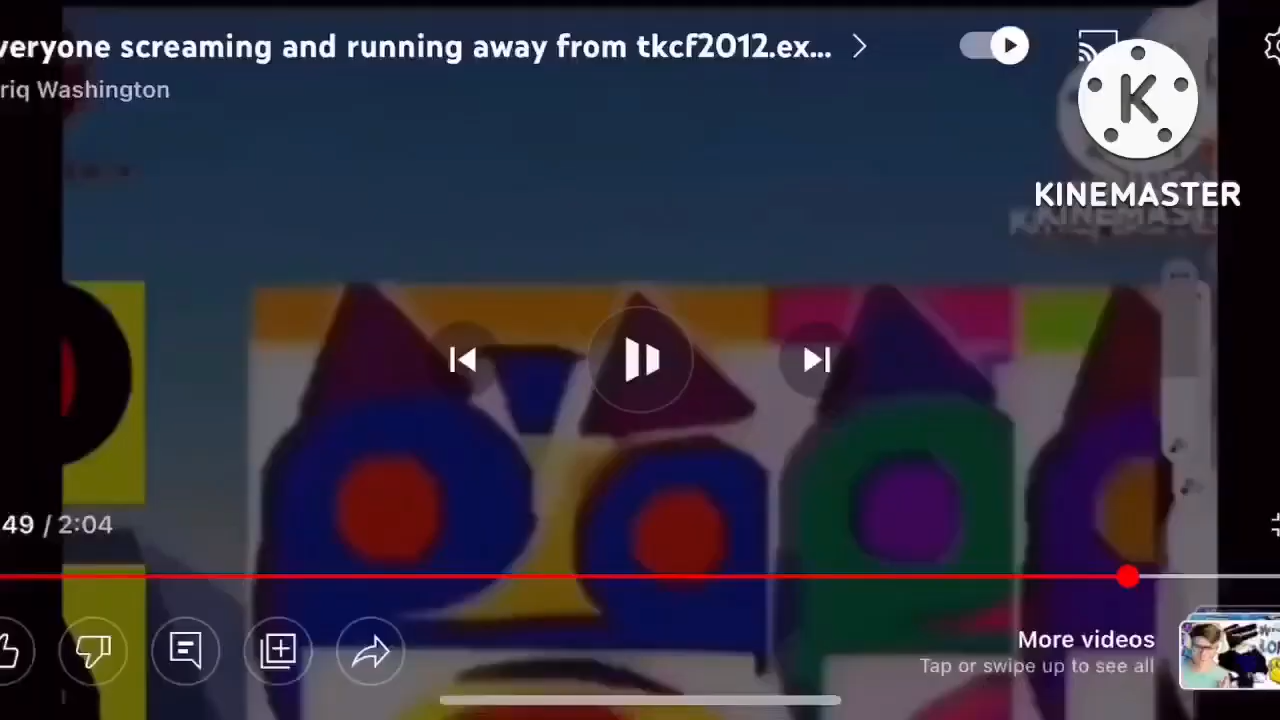 veryone screaming and running away from tkcf2012.ex...
riq Washington
K
KINEMASTER
KINEMASTER
49 / 2:04
More videos
Tap or swipe up to see all